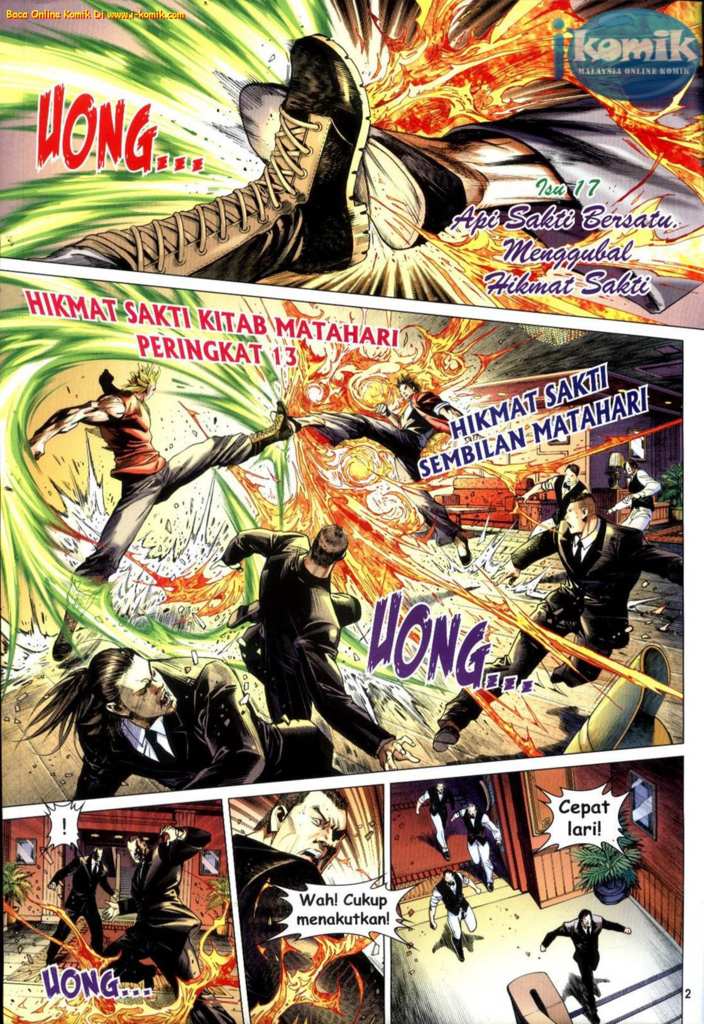 Baca Online Komik Di www.i-komik.com
ikomik
MALAYSIA ONLINE KOMIK
UONG...
Isu 17
Api Sakti Bersatu.
Menggubal
Hikmat Sakti
HIKMAT SAKTI KITAB MATAHARI
PERINGKAT 13
HIKMAT SAKTI
SEMBILAN MATAHARI
UONG...
!
UONG...
Wah! Cukup
menakutkan!
Cepat
lari!
2